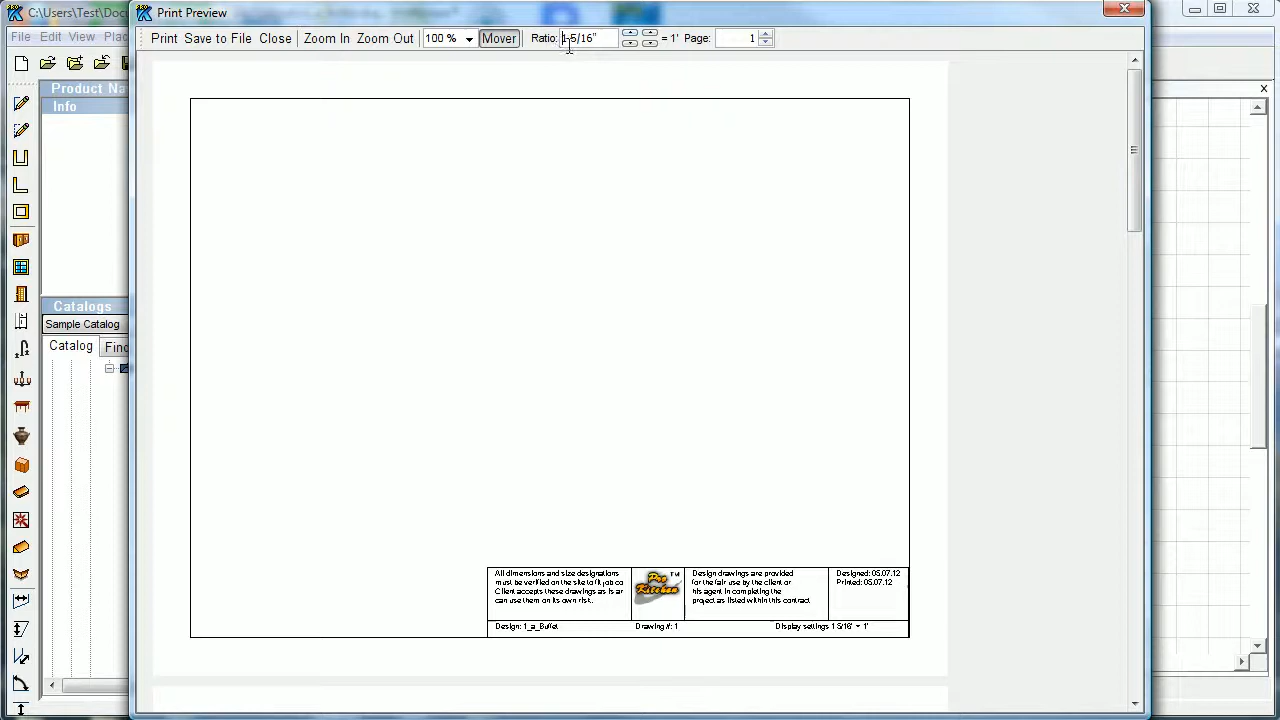 C:\Users\Test\Doc
Print Preview
File Edit View Plac
Print Save to File Close Zoom In Zoom Out 100 % Mover Ratio: 1-5/16" = 1' Page: 1
Product Na
Info
Catalogs
Sample Catalog
Catalog Find
All dimensions and size designations
must be verified on the site to fit job co
Client accepts these drawings as is ar
can use them on its own risk.
Pro Kitchen TM
Design drawings are provided
for the fair use by the client or
his agent in completing the
project as listed within this contract
Designed: 05.07.12
Printed: 05.07.12
Design: 1_a_Buffet
Drawing #: 1
Display settings 1 5/16" = 1'